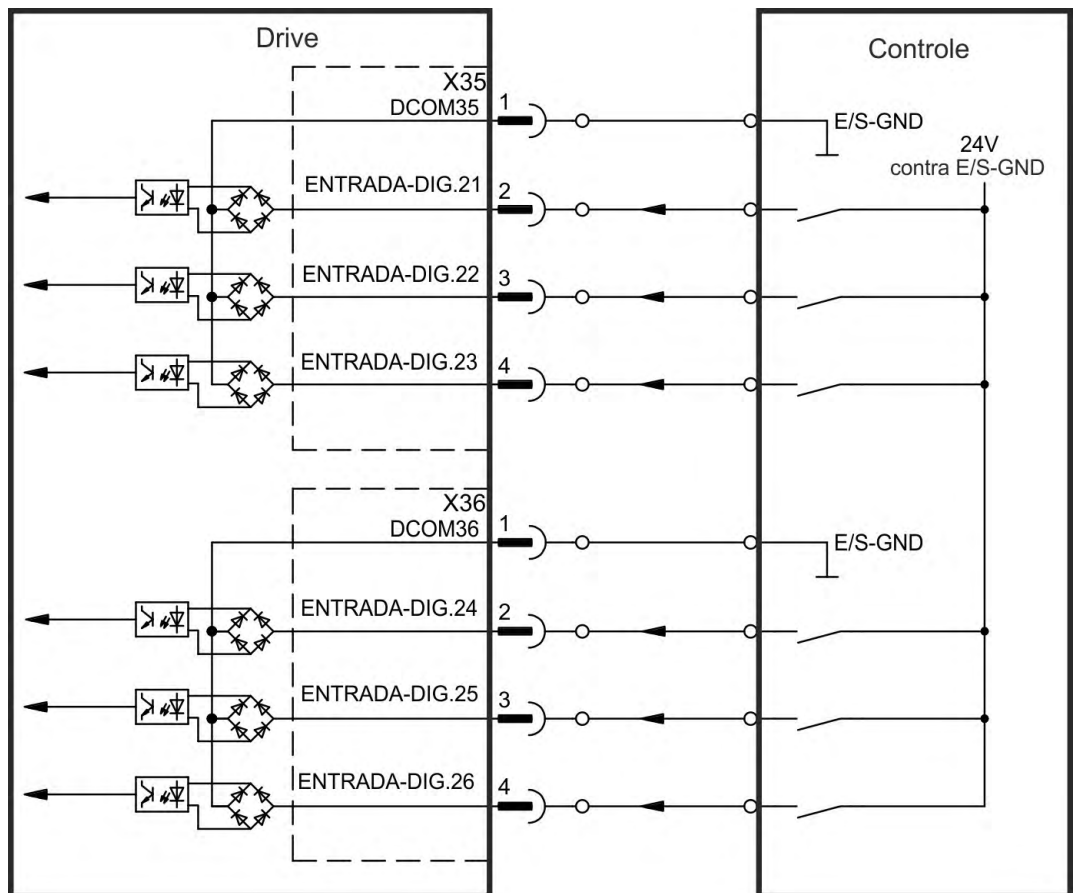 Drive
Controle
X35
DCOM35
1
E/S-GND
24V
contra E/S-GND
ENTRADA-DIG.21
2
ENTRADA-DIG.22
3
ENTRADA-DIG.23
4
X36
DCOM36
1
E/S-GND
ENTRADA-DIG.24
2
ENTRADA-DIG.25
3
ENTRADA-DIG.26
4